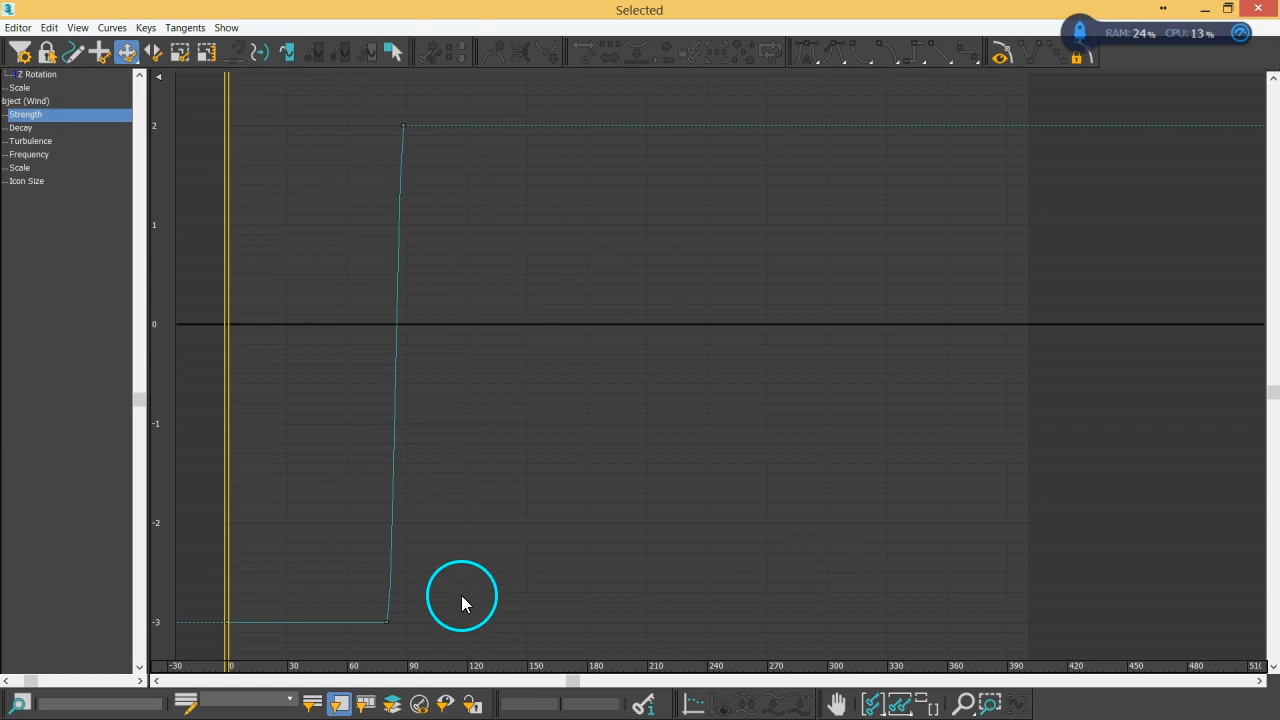 Selected
Editor Edit View Curves Keys Tangents Show
RAM: 24% CPU: 13%
Z Rotation
Scale
bject (Wind)
Strength
Decay
Turbulence
Frequency
Scale
Icon Size
2
1
0
-1
-2
-3
-30 0 30 60 90 120 150 180 210 240 270 300 330 360 390 420 450 480 510